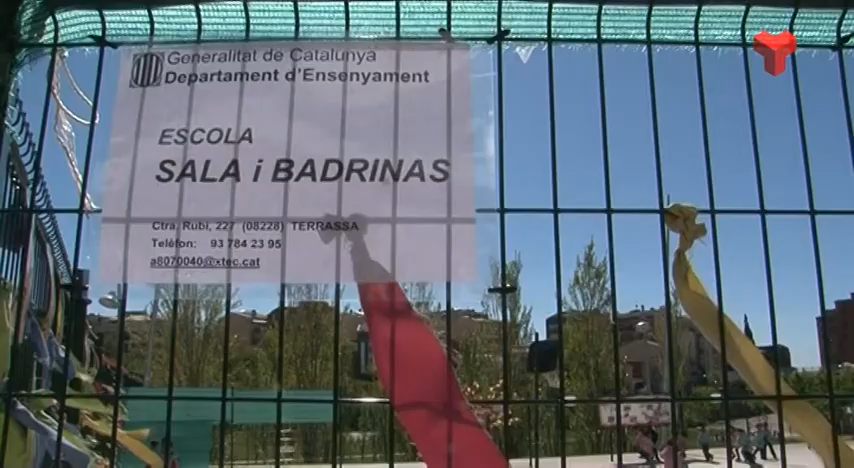 Generalitat de Catalunya
Departament d'Ensenyament
ESCOLA
SALA i BADRINAS
Ctra. Rubí, 227 (08228) TERRASSA
Telèfon: 93 784 23 95
a8070040@xtec.cat